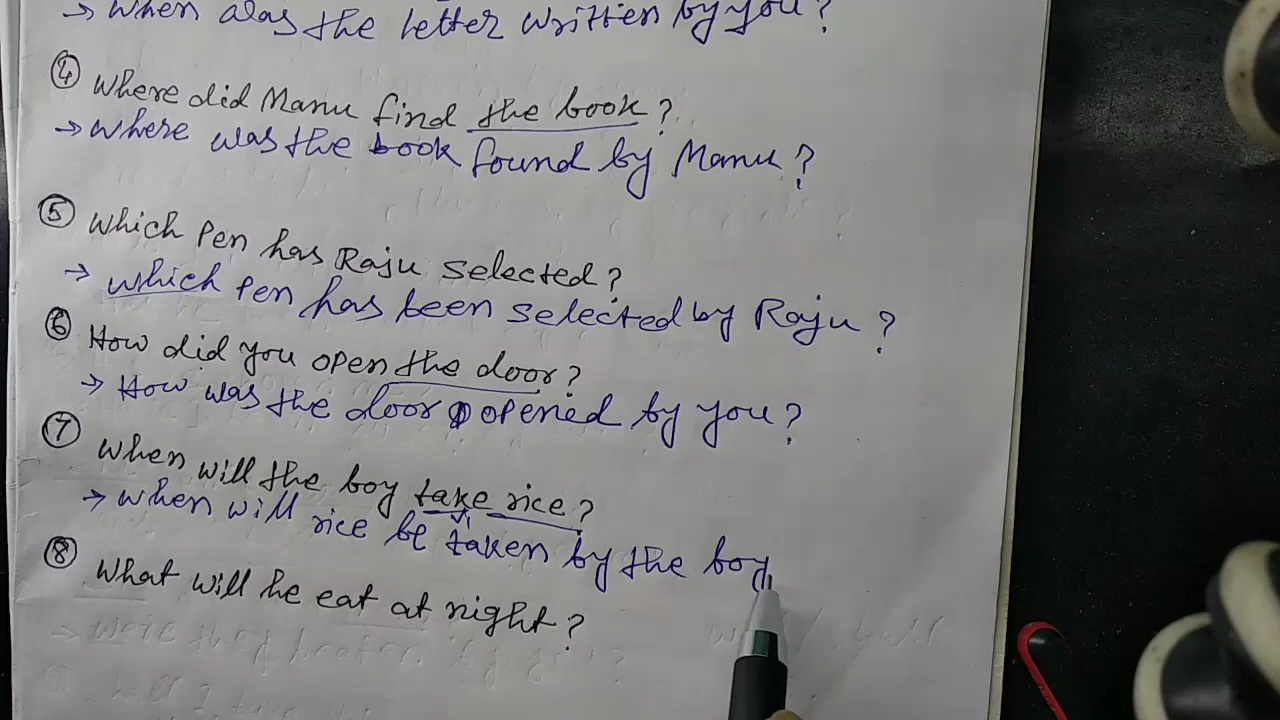 → When was the letter written by you?
④ Where did Manu find the book?
→ Where was the book found by Manu?
⑤ Which Pen has Raju selected?
→ which Pen has been selected by Raju?
⑥ How did you open the door?
→ How was the door opened by you?
⑦ When will the boy take rice?
→ When will rice be taken by the boy
⑧ What will he eat at night?